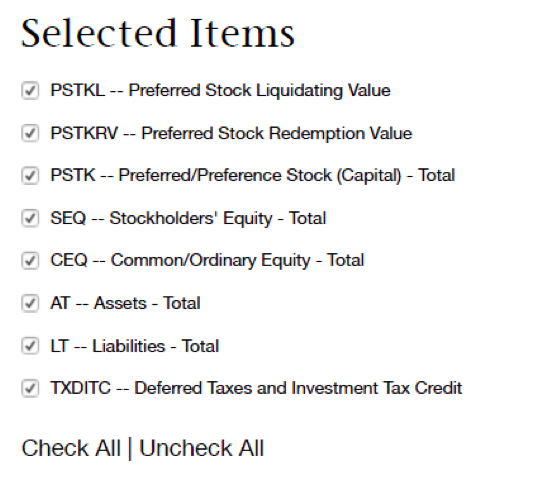 Selected Items
PSTKL -- Preferred Stock Liquidating Value
PSTKRV -- Preferred Stock Redemption Value
PSTK -- Preferred/Preference Stock (Capital) - Total
SEQ -- Stockholders' Equity - Total
CEQ -- Common/Ordinary Equity - Total
AT -- Assets - Total
LT -- Liabilities - Total
TXDITC -- Deferred Taxes and Investment Tax Credit
Check All | Uncheck All